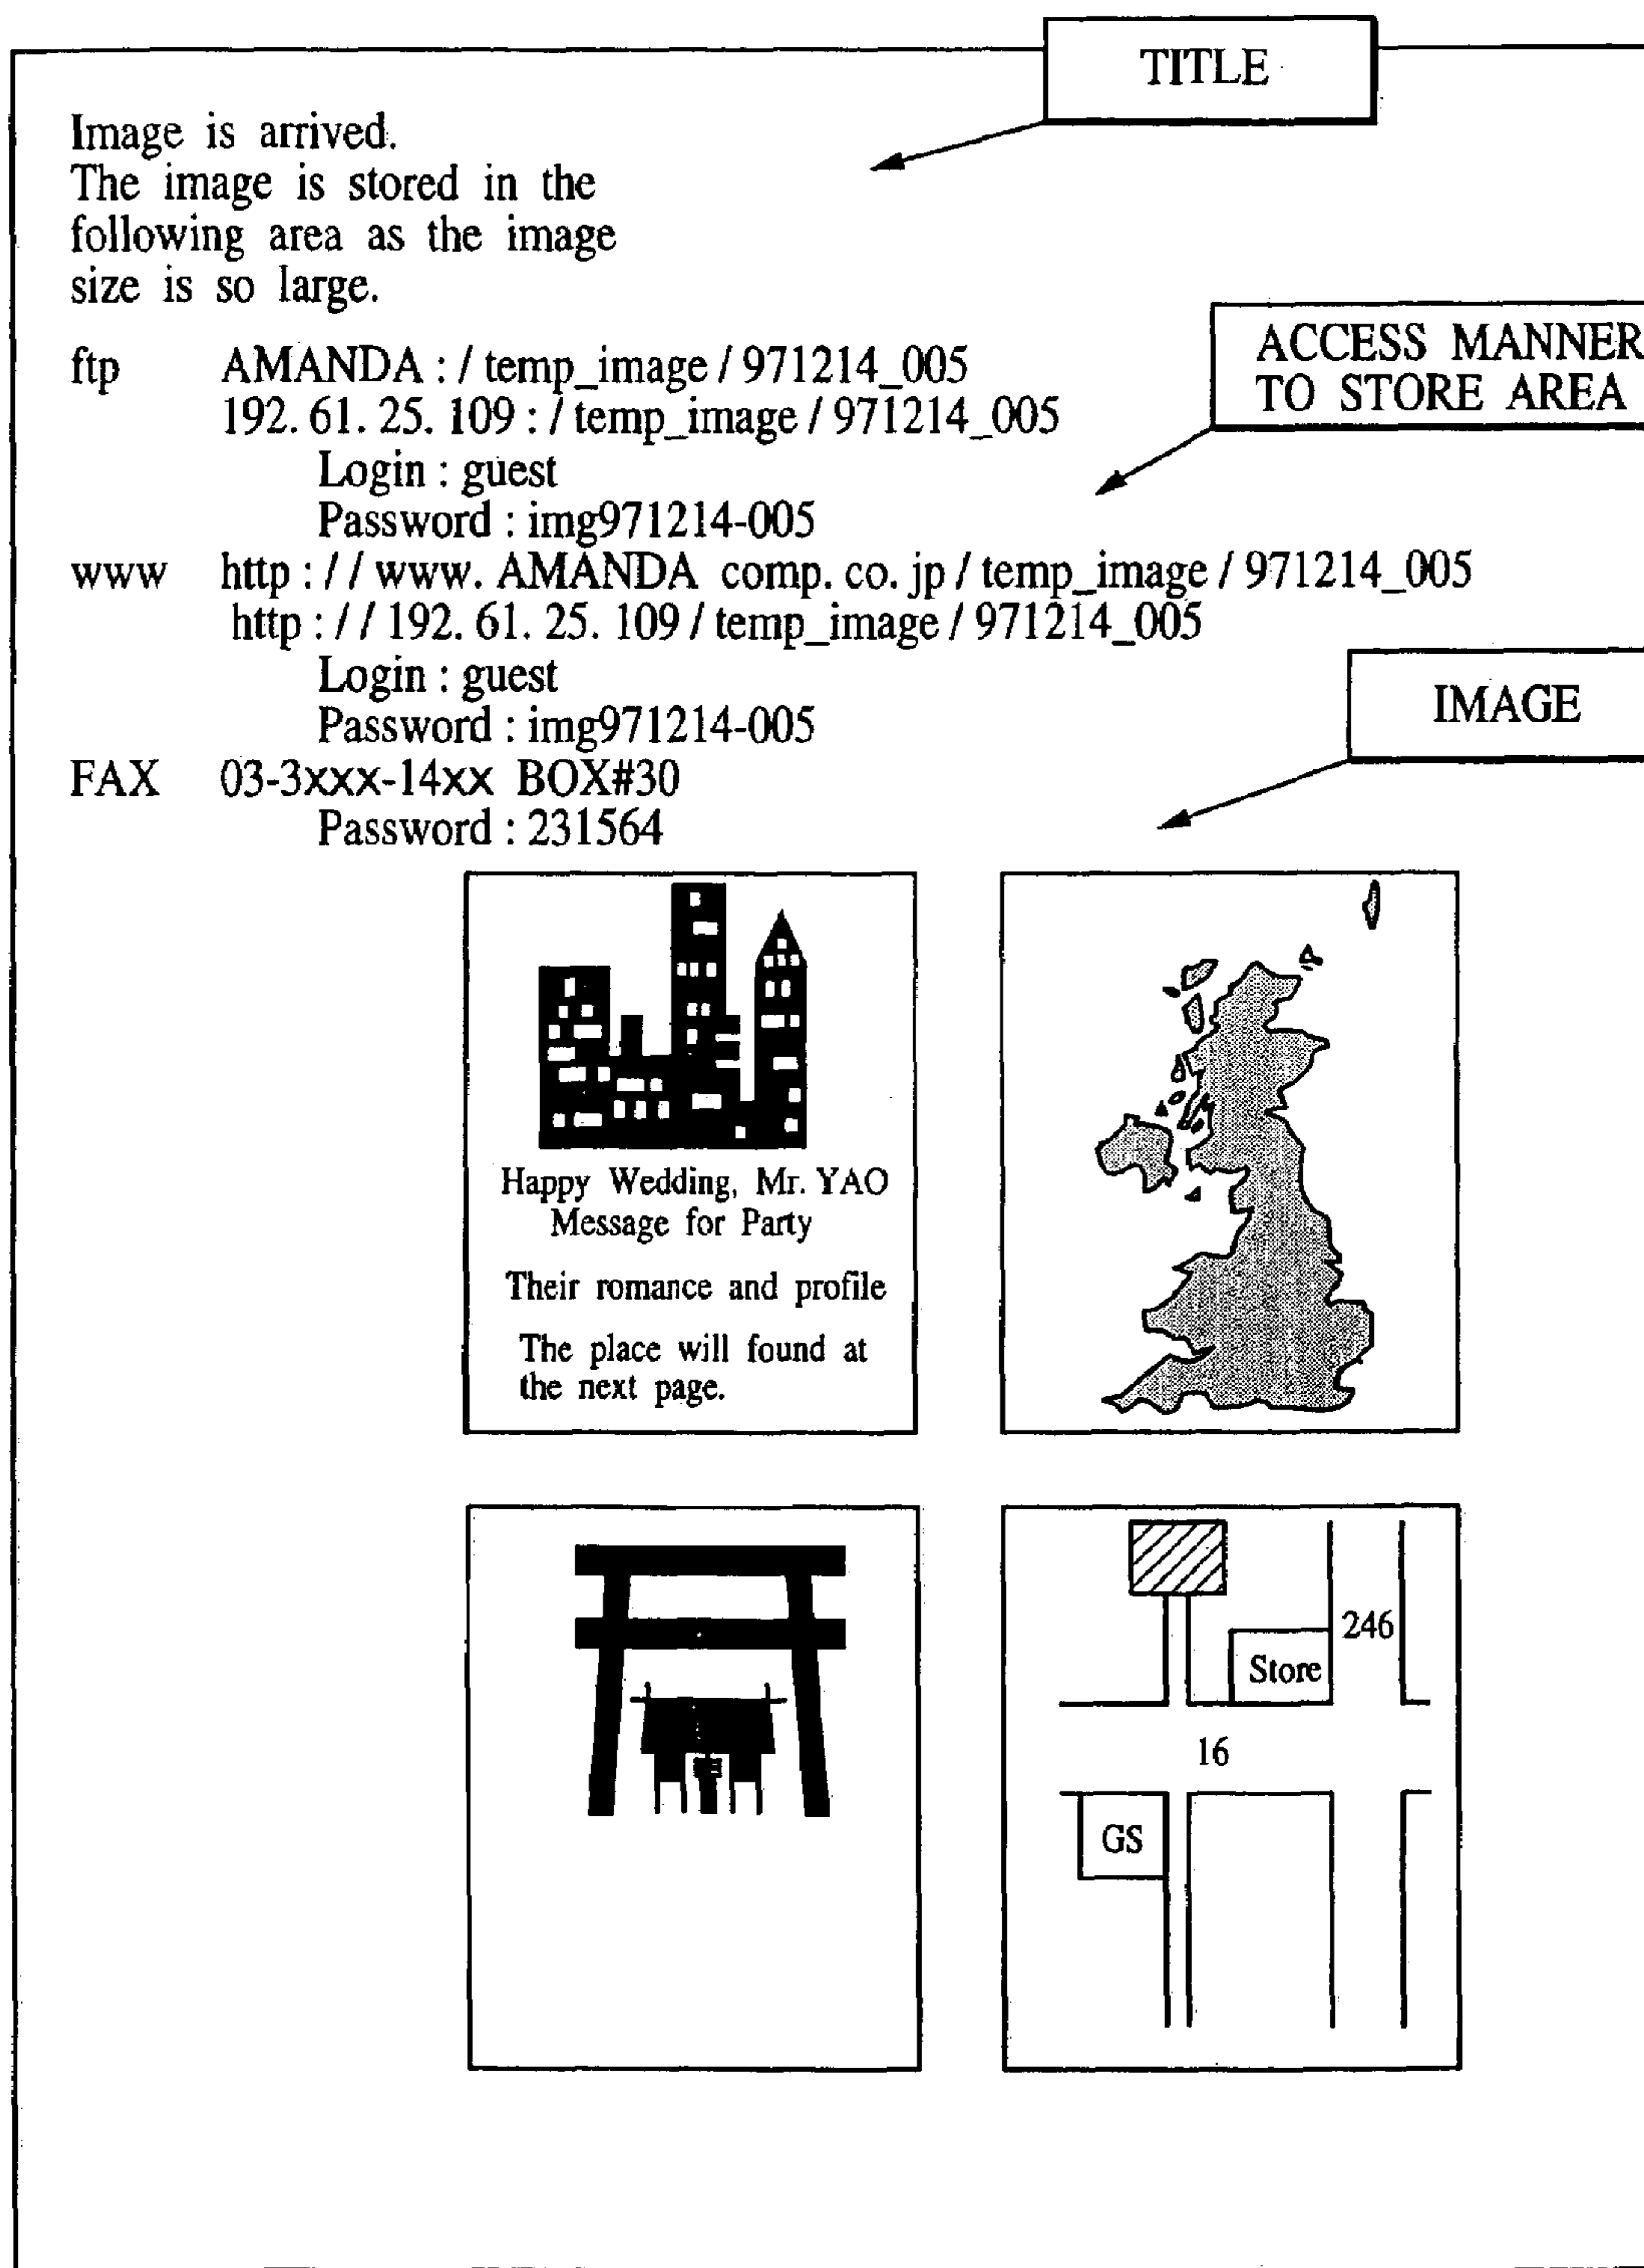 TITLE
Image is arrived.
The image is stored in the
following area as the image
size is so large.
ACCESS MANNER
TO STORE AREA
ftp AMANDA : / temp_image / 971214_005
192. 61. 25. 109 : / temp_image / 971214_005
Login : guest
Password : img971214-005
www http : / / www. AMANDA comp. co. jp / temp_image / 971214_005
http : / / 192. 61. 25. 109 / temp_image / 971214_005
Login : guest
Password : img971214-005
IMAGE
FAX 03-3xxx-14xx BOX#30
Password : 231564
Happy Wedding, Mr. YAO
Message for Party
Their romance and profile
The place will found at
the next page.
246
Store
16
GS